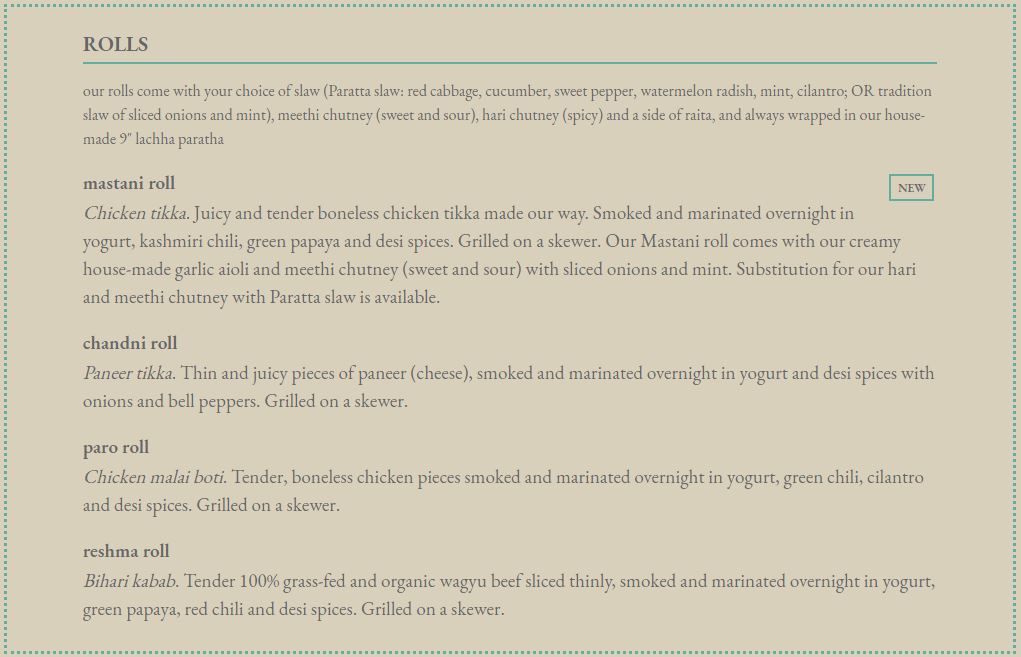 ROLLS
our rolls come with your choice of slaw (Paratta slaw: red cabbage, cucumber, sweet pepper, watermelon radish, mint, cilantro; OR tradition
slaw of sliced onions and mint), meethi chutney (sweet and sour), hari chutney (spicy) and a side of raita, and always wrapped in our house-
made 9" lachha paratha
mastani roll
NEW
Chicken tikka. Juicy and tender boneless chicken tikka made our way. Smoked and marinated overnight in
yogurt, kashmiri chili, green papaya and desi spices. Grilled on a skewer. Our Mastani roll comes with our creamy
house-made garlic aioli and meethi chutney (sweet and sour) with sliced onions and mint. Substitution for our hari
and meethi chutney with Paratta slaw is available.
chandni roll
Paneer tikka. Thin and juicy pieces of paneer (cheese), smoked and marinated overnight in yogurt and desi spices with
onions and bell peppers. Grilled on a skewer.
paro roll
Chicken malai boti. Tender, boneless chicken pieces smoked and marinated overnight in yogurt, green chili, cilantro
and desi spices. Grilled on a skewer.
reshma roll
Bihari kabab. Tender 100% grass-fed and organic wagyu beef sliced thinly, smoked and marinated overnight in yogurt,
green papaya, red chili and desi spices. Grilled on a skewer.